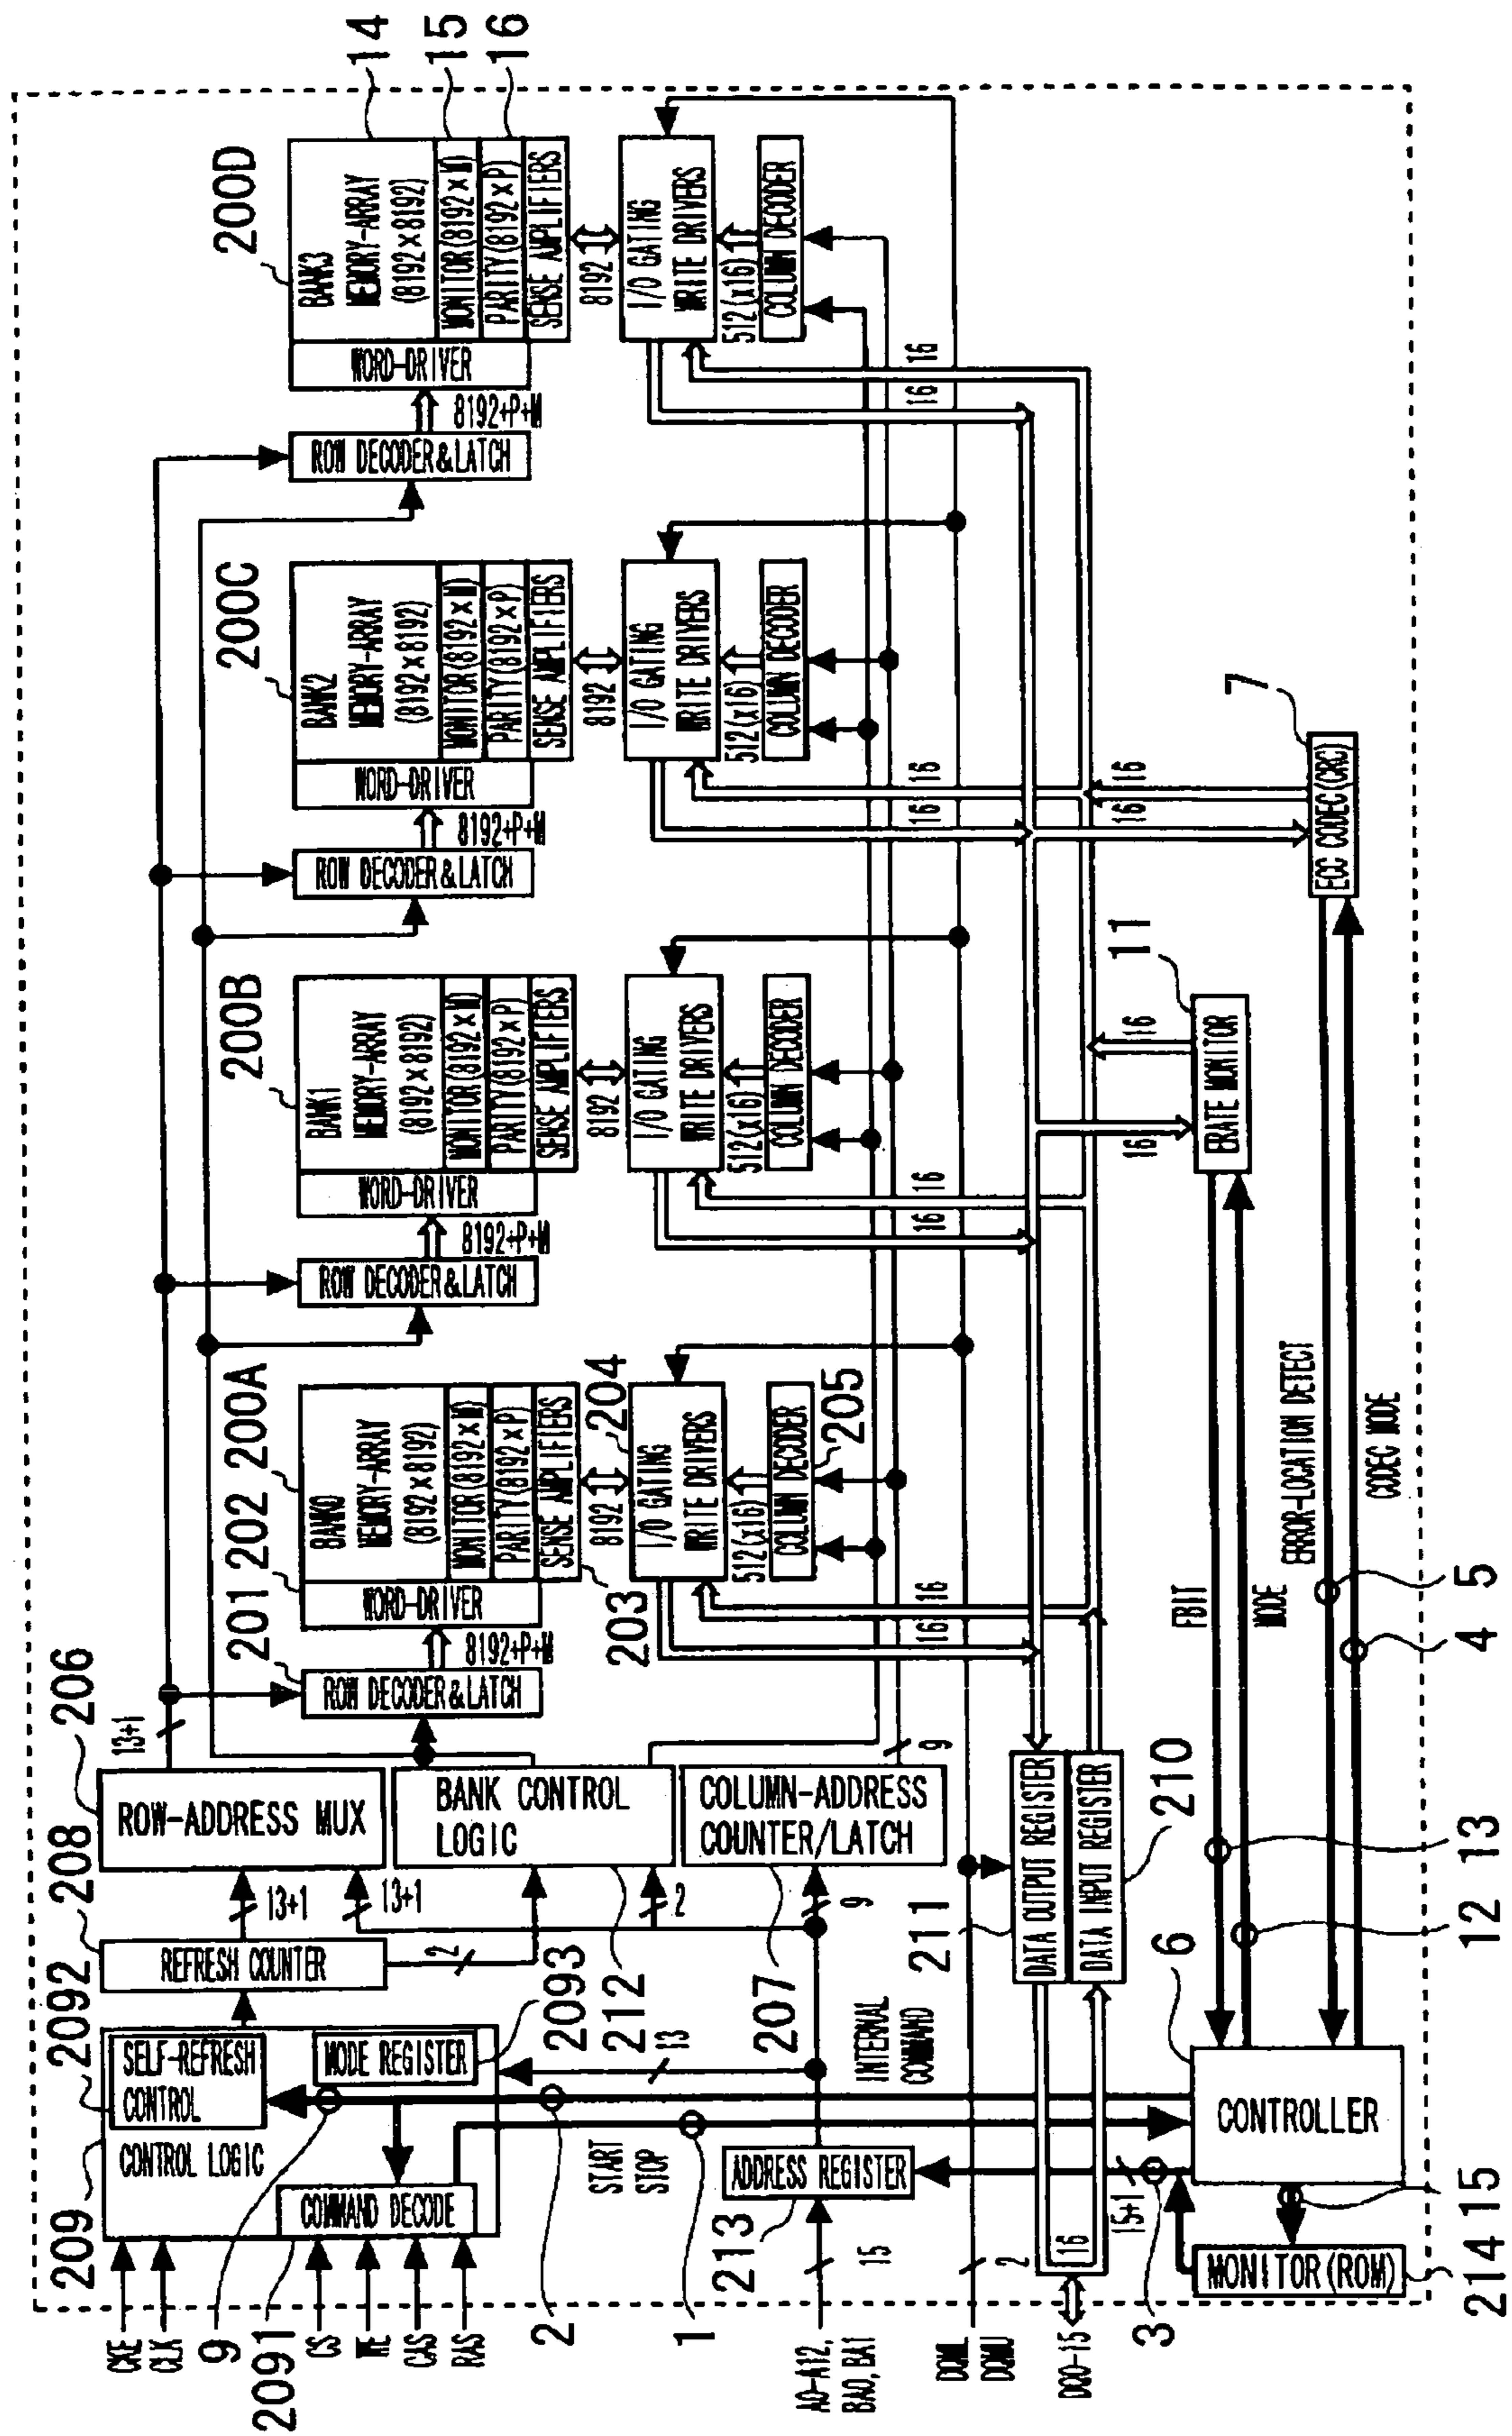 CKE
CLK
9
2091
CS
WE
CAS
RAS
209
2092
SELF-REFRESH
CONTROL
CONTROL LOGIC
MODE REGISTER
COMMAND DECODE
2093
208
REFRESH COUNTER
13+1
13+1
2
2
212
206
ROW-ADDRESS MUX
BANK CONTROL
LOGIC
COLUMN-ADDRESS
COUNTER/LATCH
13+1
9
9
207
13
2
1
START
STOP
INTERNAL
COMMAND
A0-A12,
BA0, BA1
15
213
ADDRESS REGISTER
DQML
DQMU
2
DQ0-15
16
15+1
3
211
DATA OUTPUT REGISTER
DATA INPUT REGISTER
210
6
CONTROLLER
15
MONITOR(ROM)
214
201
ROW DECODER&LATCH
8192+P+M
202
WORD-DRIVER
200A
BANK0
MEMORY-ARRAY
(8192×8192)
MONITOR(8192×M)
PARITY(8192×P)
SENSE AMPLIFIERS
203
8192
204
I/O GATING
WRITE DRIVERS
512(×16)
COLUMN DECODER
205
16
16
ROW DECODER&LATCH
8192+P+M
WORD-DRIVER
200B
BANK1
MEMORY-ARRAY
(8192×8192)
MONITOR(8192×M)
PARITY(8192×P)
SENSE AMPLIFIERS
8192
I/O GATING
WRITE DRIVERS
512(×16)
COLUMN DECODER
16
16
ROW DECODER&LATCH
8192+P+M
WORD-DRIVER
200C
BANK2
MEMORY-ARRAY
(8192×8192)
MONITOR(8192×M)
PARITY(8192×P)
SENSE AMPLIFIERS
8192
I/O GATING
WRITE DRIVERS
512(×16)
COLUMN DECODER
16
16
ROW DECODER&LATCH
8192+P+M
WORD-DRIVER
200D
BANK3
MEMORY-ARRAY
(8192×8192)
MONITOR(8192×M)
PARITY(8192×P)
SENSE AMPLIFIERS
14
15
16
8192
I/O GATING
WRITE DRIVERS
512(×16)
COLUMN DECODER
16
16
16
16
ERATE MONITOR
11
16
16
ECC CODEC(CRC)
7
FBIT
MODE
ERROR-LOCATION DETECT
CODEC MODE
13
12
5
4